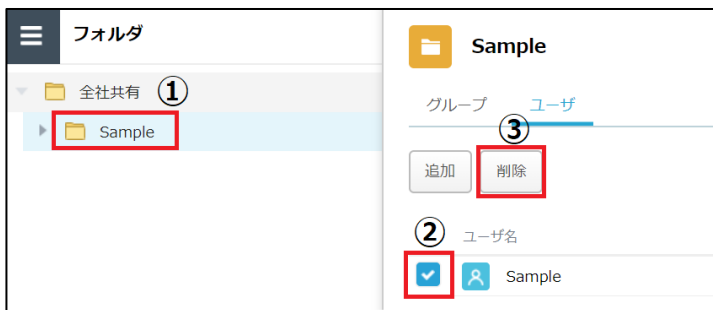 フォルダ
全社共有 ①
Sample
Sample
グループ ユーザ
③
追加 削除
② ユーザ名
Sample